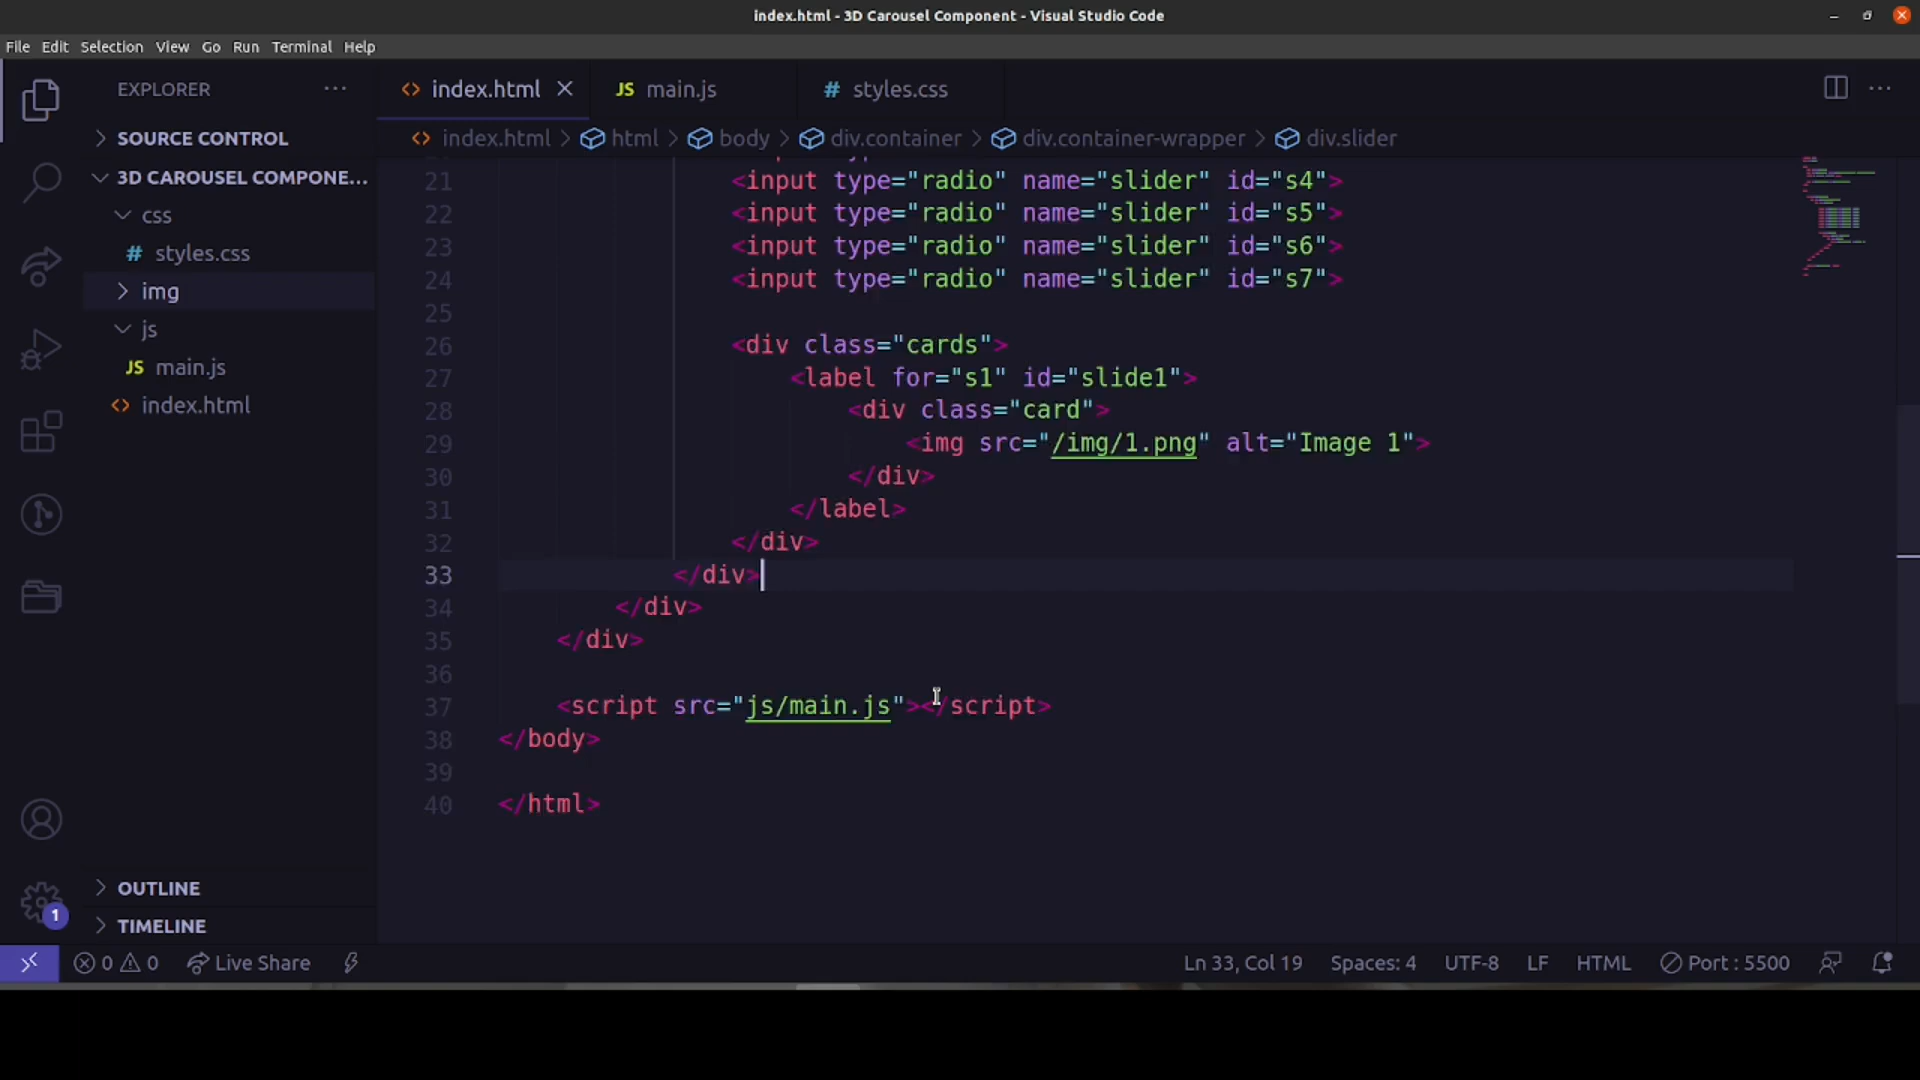 index.html - 3D Carousel Component - Visual Studio Code
File Edit Selection View Go Run Terminal Help
EXPLORER
SOURCE CONTROL
3D CAROUSEL COMPONE...
css
# styles.css
img
js
JS main.js
<> index.html
OUTLINE
TIMELINE
<> index.html JS main.js # styles.css
<> index.html > html > body > div.container > div.container-wrapper > div.slider
21 <input type="radio" name="slider" id="s4">
22 <input type="radio" name="slider" id="s5">
23 <input type="radio" name="slider" id="s6">
24 <input type="radio" name="slider" id="s7">
25
26 <div class="cards">
27 <label for="s1" id="slide1">
28 <div class="card">
29 <img src="/img/1.png" alt="Image 1">
30 </div>
31 </label>
32 </div>
33 </div>
34 </div>
35 </div>
36
37 <script src="js/main.js"></script>
38 </body>
39
40 </html>
1
0 0 Live Share Ln 33, Col 19 Spaces: 4 UTF-8 LF HTML Port : 5500